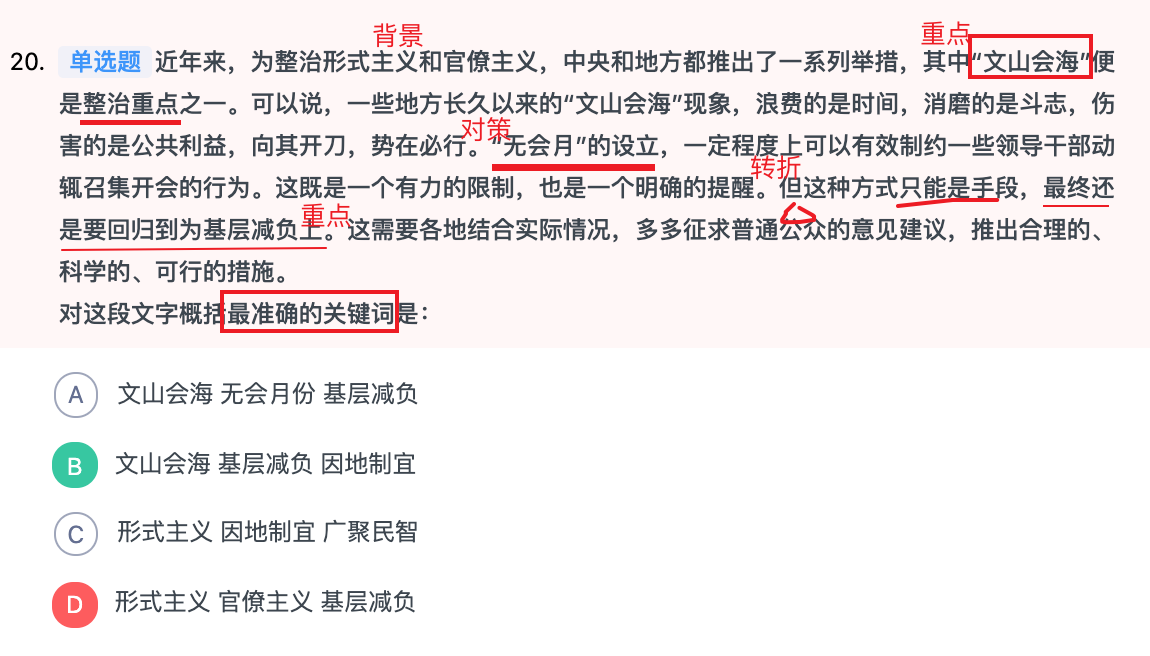 背景
重点
20. 单选题 近年来，为整治形式主义和官僚主义，中央和地方都推出了一系列举措，其中“文山会海”便
是整治重点之一。可以说，一些地方长久以来的“文山会海”现象，浪费的是时间，消磨的是斗志，伤
对策
害的是公共利益，向其开刀，势在必行。“无会月”的设立，一定程度上可以有效制约一些领导干部动
转折
辄召集开会的行为。这既是一个有力的限制，也是一个明确的提醒。但这种方式只能是手段，最终还
重点
是要回归到为基层减负上。这需要各地结合实际情况，多多征求普通公众的意见建议，推出合理的、
科学的、可行的措施。
对这段文字概括最准确的关键词是：
A 文山会海 无会月份 基层减负
B 文山会海 基层减负 因地制宜
C 形式主义 因地制宜 广聚民智
D 形式主义 官僚主义 基层减负